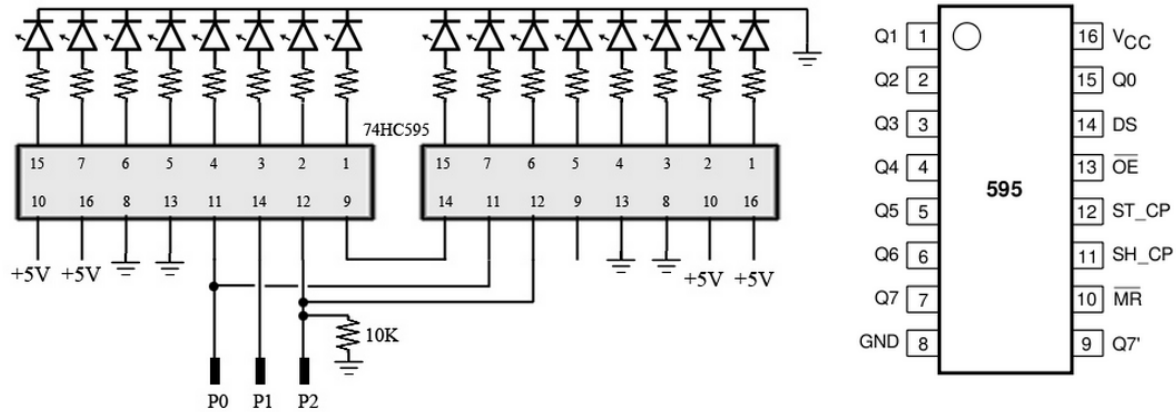 74HC595
15 7 6 5 4 3 2 1
10 16 8 13 11 14 12 9
15 7 6 5 4 3 2 1
14 11 12 9 13 8 10 16
+5V +5V
+5V +5V
10K
P0 P1 P2
Q1 1 16 VCC
Q2 2 15 Q0
Q3 3 14 DS
Q4 4 13 OE
595
Q5 5 12 ST_CP
Q6 6 11 SH_CP
Q7 7 10 MR
GND 8 9 Q7'